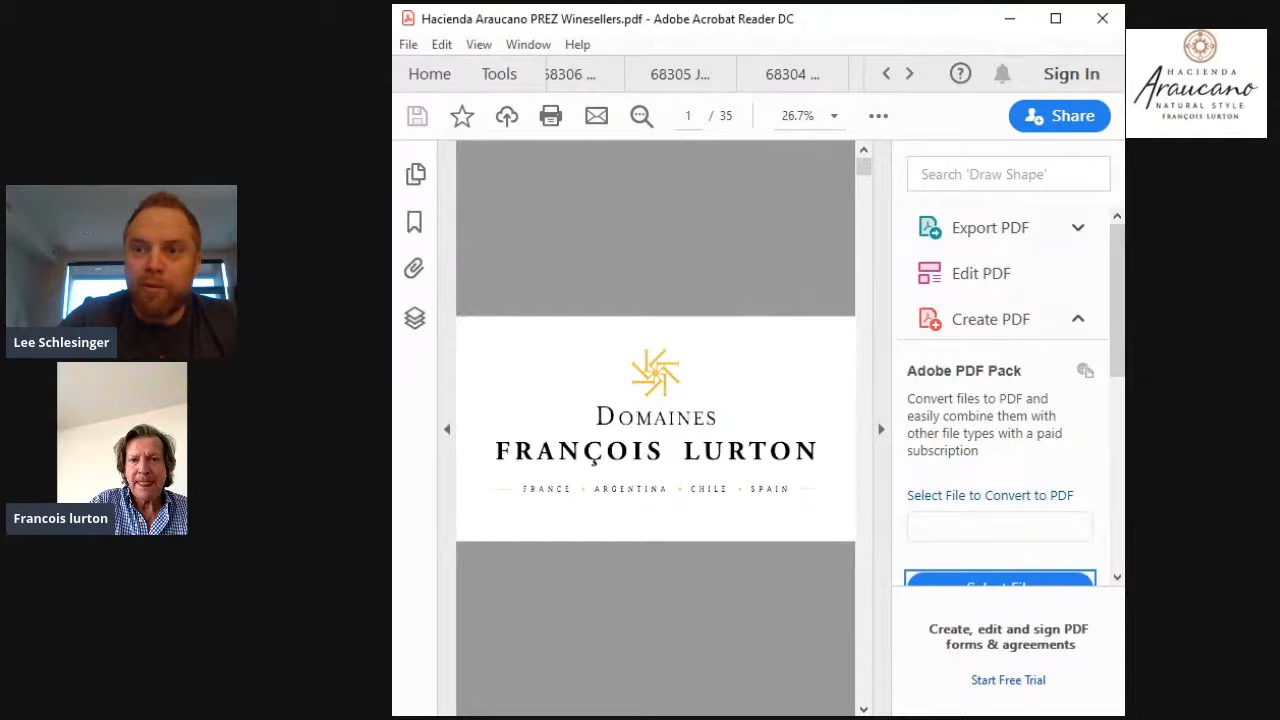 Hacienda Araucano PREZ Winesellers.pdf - Adobe Acrobat Reader DC
File Edit View Window Help
Home Tools 68306 ... 68305 J... 68304 ... Sign In
1 / 35 26.7% Share
Search 'Draw Shape'
Export PDF
Edit PDF
Create PDF
Adobe PDF Pack
Convert files to PDF and
easily combine them with
other file types with a paid
subscription
Select File to Convert to PDF
Create, edit and sign PDF
forms & agreements
Start Free Trial
DOMAINES
FRANÇOIS LURTON
FRANCE • ARGENTINA • CHILE • SPAIN
Lee Schlesinger
Francois lurton
HACIENDA
Araucano
NATURAL STYLE
FRANÇOIS LURTON